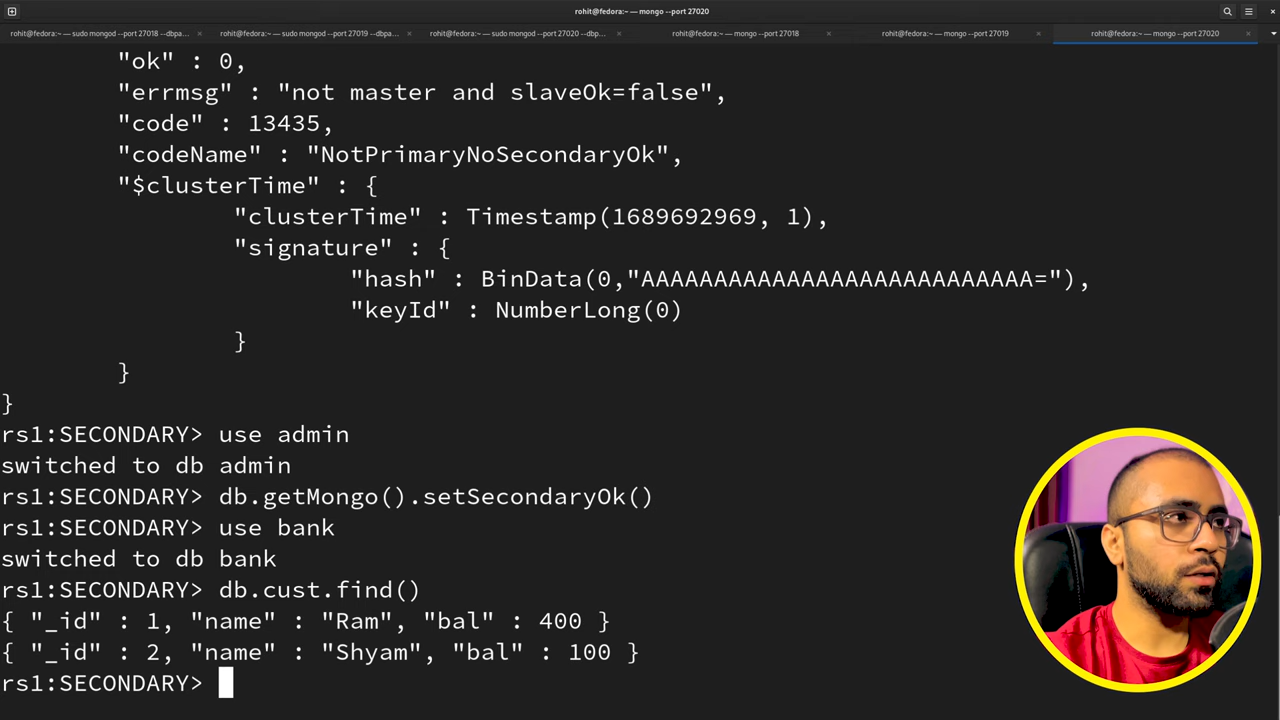 rohit@fedora:~ — mongo --port 27020
rohit@fedora:~ — sudo mongod --port 27018 --dbpa...
rohit@fedora:~ — sudo mongod --port 27019 --dbpa...
rohit@fedora:~ — sudo mongod --port 27020 --dbp...
rohit@fedora:~ — mongo --port 27018
rohit@fedora:~ — mongo --port 27019
rohit@fedora:~ — mongo --port 27020
"ok" : 0,
"errmsg" : "not master and slaveOk=false",
"code" : 13435,
"codeName" : "NotPrimaryNoSecondaryOk",
"$clusterTime" : {
"clusterTime" : Timestamp(1689692969, 1),
"signature" : {
"hash" : BinData(0,"AAAAAAAAAAAAAAAAAAAAAAAAAAA="),
"keyId" : NumberLong(0)
}
}
}
rs1:SECONDARY> use admin
switched to db admin
rs1:SECONDARY> db.getMongo().setSecondaryOk()
rs1:SECONDARY> use bank
switched to db bank
rs1:SECONDARY> db.cust.find()
{ "_id" : 1, "name" : "Ram", "bal" : 400 }
{ "_id" : 2, "name" : "Shyam", "bal" : 100 }
rs1:SECONDARY>